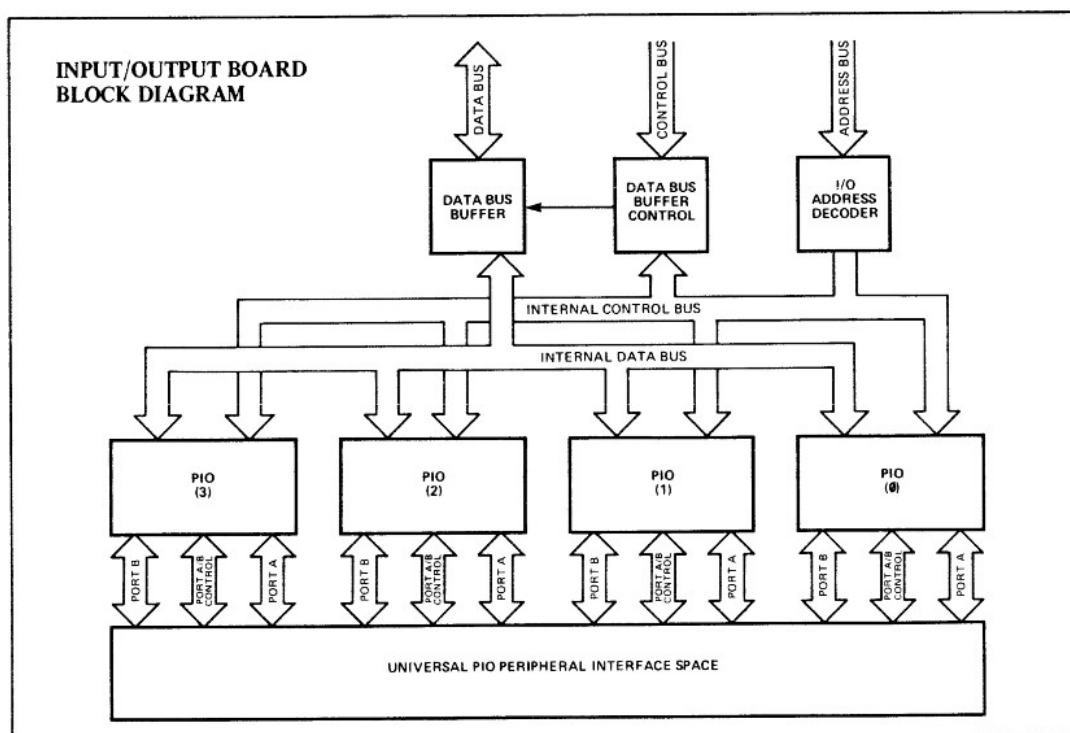 INPUT/OUTPUT BOARD
BLOCK DIAGRAM
DATA BUS
CONTROL BUS
ADDRESS BUS
DATA BUS
BUFFER
DATA BUS
BUFFER
CONTROL
I/O
ADDRESS
DECODER
INTERNAL CONTROL BUS
INTERNAL DATA BUS
PIO
(3)
PIO
(2)
PIO
(1)
PIO
(0)
PORT B
PORT A/B
CONTROL
PORT A
PORT B
PORT A/B
CONTROL
PORT A
PORT B
PORT A/B
CONTROL
PORT A
PORT B
PORT A/B
CONTROL
PORT A
UNIVERSAL PIO PERIPHERAL INTERFACE SPACE